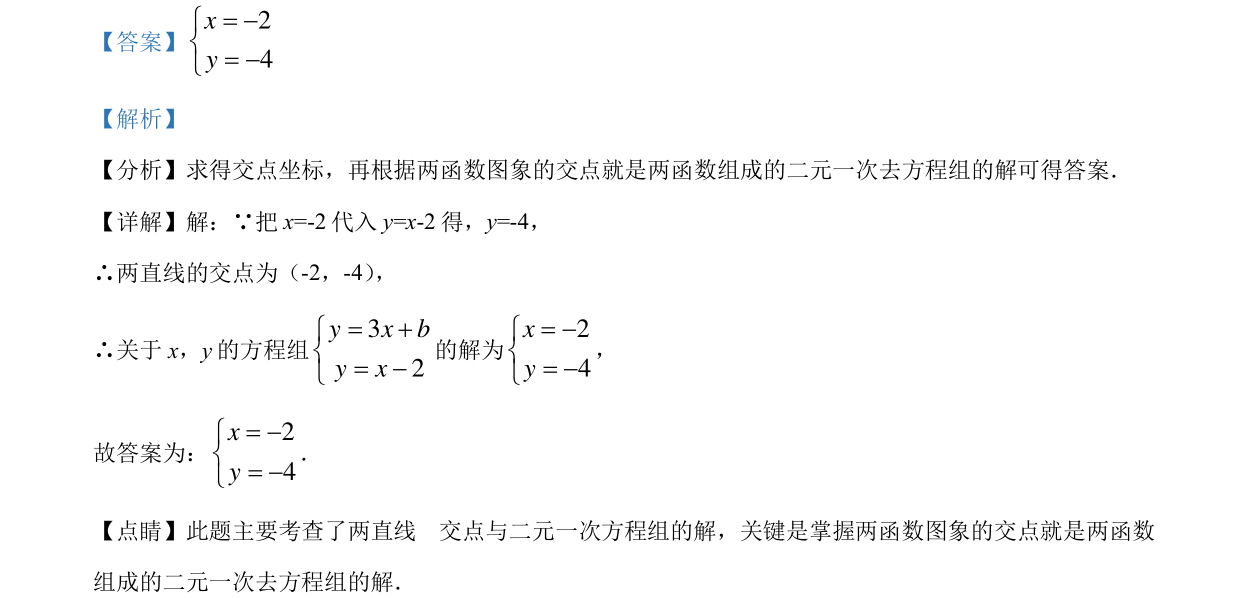 【答案】{x=−2
y=−4
【解析】
【分析】求得交点坐标，再根据两函数图象的交点就是两函数组成的二元一次去方程组的解可得答案．
【详解】解：∵把 x=-2 代入 y=x-2 得，y=-4，
∴两直线的交点为（-2，-4），
∴关于 x，y 的方程组{y=3x+b y=x−2 的解为{x=−2 y=−4，
故答案为：{x=−2 y=−4．
【点睛】此题主要考查了两直线 交点与二元一次方程组的解，关键是掌握两函数图象的交点就是两函数
组成的二元一次去方程组的解．